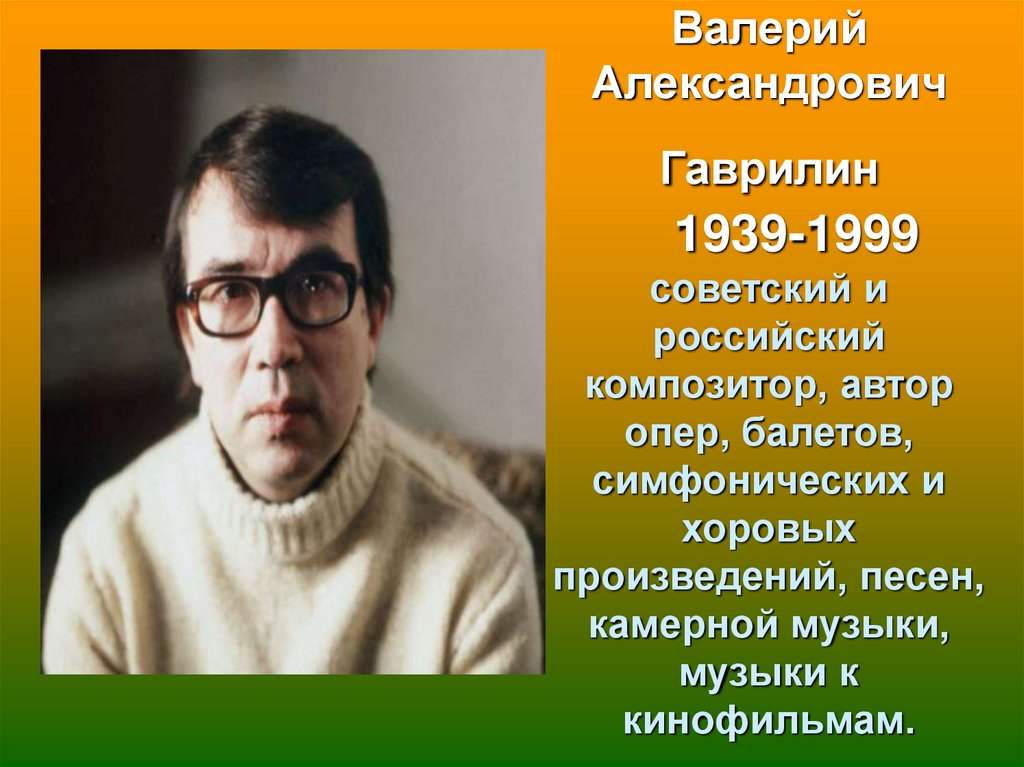 Валерий
Александрович
Гаврилин
1939-1999
советский и
российский
композитор, автор
опер, балетов,
симфонических и
хоровых
произведений, песен,
камерной музыки,
музыки к
кинофильмам.